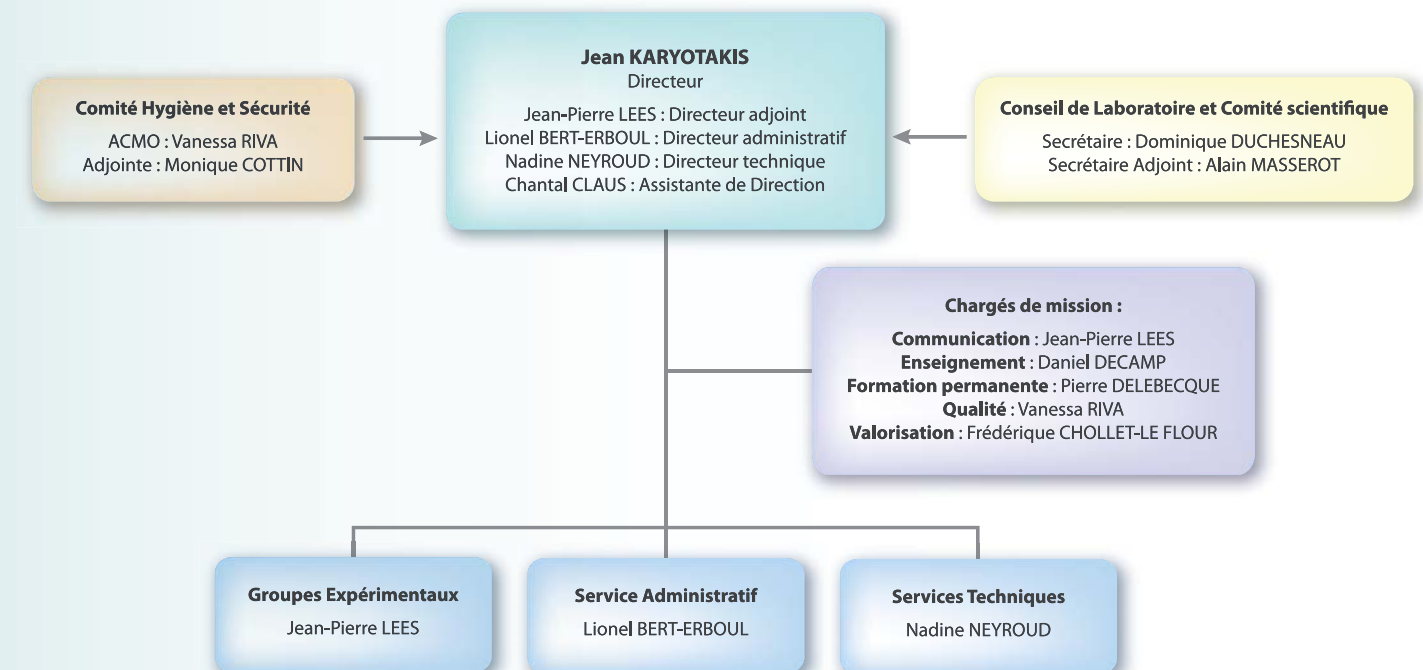 Jean KARYOTAKIS
Directeur
Jean-Pierre LEES : Directeur adjoint
Lionel BERT-ERBOUL : Directeur administratif
Nadine NEYROUD : Directeur technique
Chantal CLAUS : Assistante de Direction
Comité Hygiène et Sécurité
ACMO : Vanessa RIVA
Adjointe : Monique COTTIN
Conseil de Laboratoire et Comité scientifique
Secrétaire : Dominique DUCHESNEAU
Secrétaire Adjoint : Alain MASSEROT
Chargés de mission :
Communication : Jean-Pierre LEES
Enseignement : Daniel DECAMP
Formation permanente : Pierre DELEBECQUE
Qualité : Vanessa RIVA
Valorisation : Frédérique CHOLLET-LE FLOUR
Groupes Expérimentaux
Jean-Pierre LEES
Service Administratif
Lionel BERT-ERBOUL
Services Techniques
Nadine NEYROUD